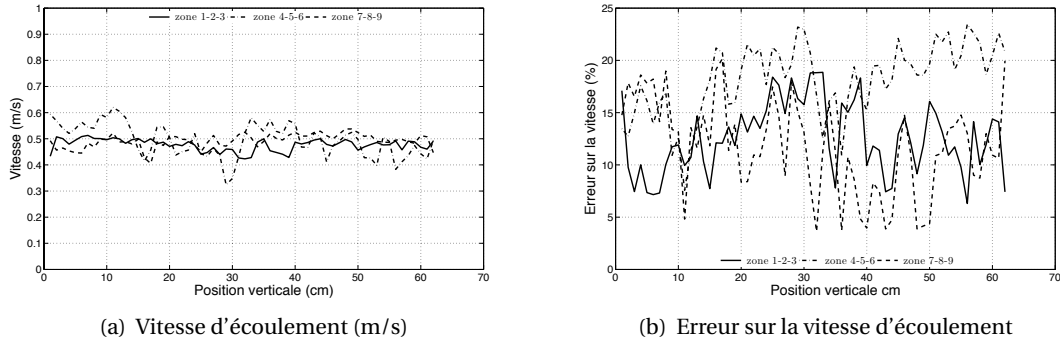 zone 1-2-3 zone 4-5-6 zone 7-8-9
1
0.9
0.8
0.7
0.6
0.5
0.4
0.3
0.2
0.1
0
Vitesse (m/s)
0 10 20 30 40 50 60 70
Position verticale (cm)
(a) Vitesse d'écoulement (m/s)
25
20
15
10
5
0
Erreur sur la vitesse (%)
zone 1-2-3 zone 4-5-6 zone 7-8-9
0 10 20 30 40 50 60 70
Position verticale cm
(b) Erreur sur la vitesse d'écoulement